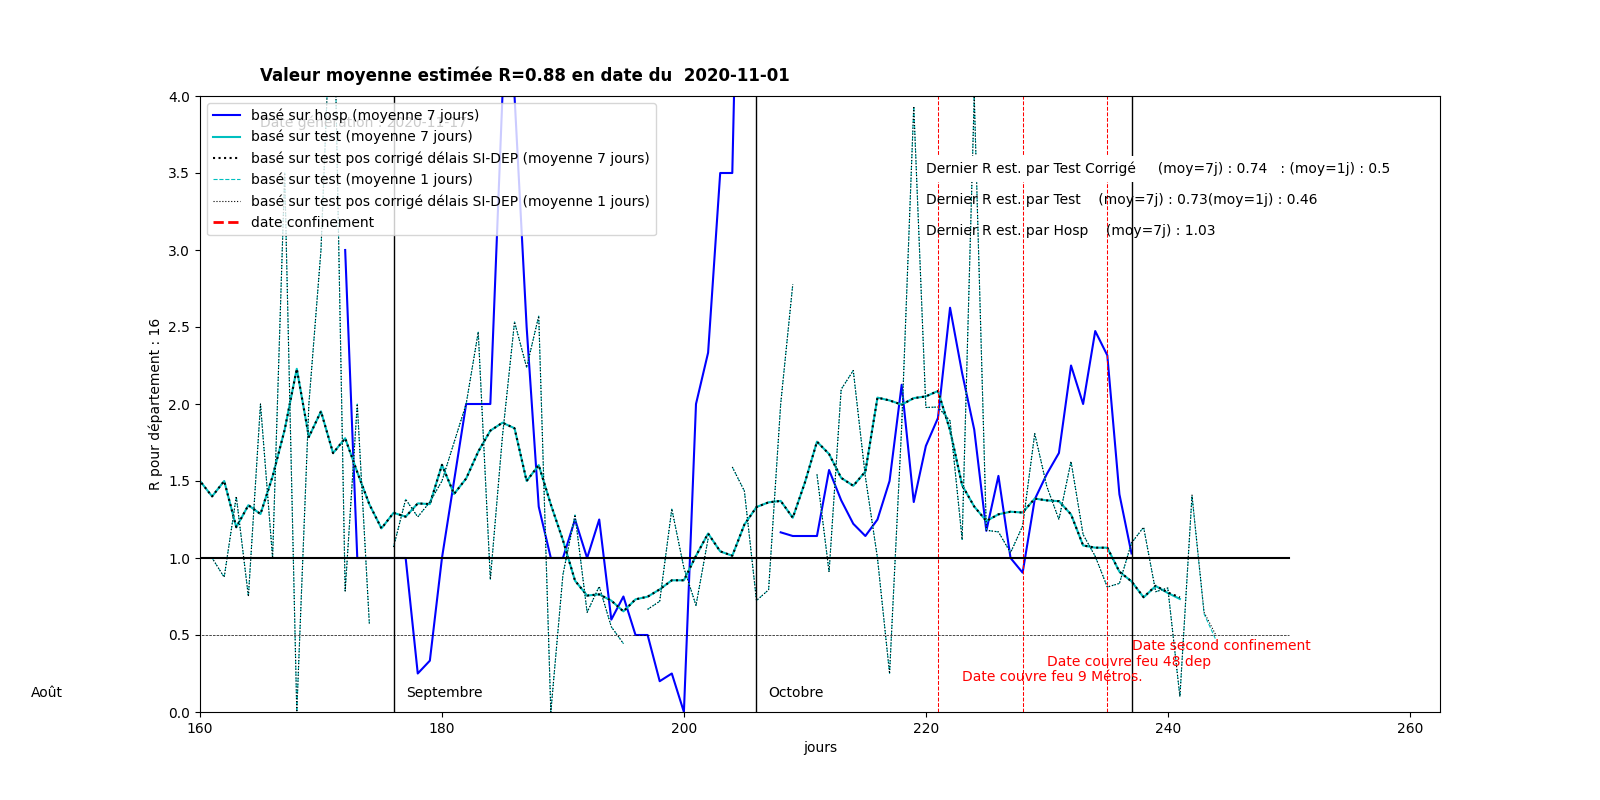 Valeur moyenne estimée R=0.88 en date du  2020-11-01
Date génération : 2020-11-17
basé sur hosp (moyenne 7 jours)
basé sur test (moyenne 7 jours)
basé sur test pos corrigé délais SI-DEP (moyenne 7 jours)
basé sur test (moyenne 1 jours)
basé sur test pos corrigé délais SI-DEP (moyenne 1 jours)
date confinement
Dernier R est. par Test Corrigé     (moy=7j) : 0.74   : (moy=1j) : 0.5
Dernier R est. par Test    (moy=7j) : 0.73(moy=1j) : 0.46
Dernier R est. par Hosp    (moy=7j) : 1.03
R pour département : 16
4.0
3.5
3.0
2.5
2.0
1.5
1.0
0.5
0.0
Date second confinement
Date couvre feu 48 dep
Date couvre feu 9 Métros.
Août
Septembre
Octobre
160
180
200
220
240
260
jours